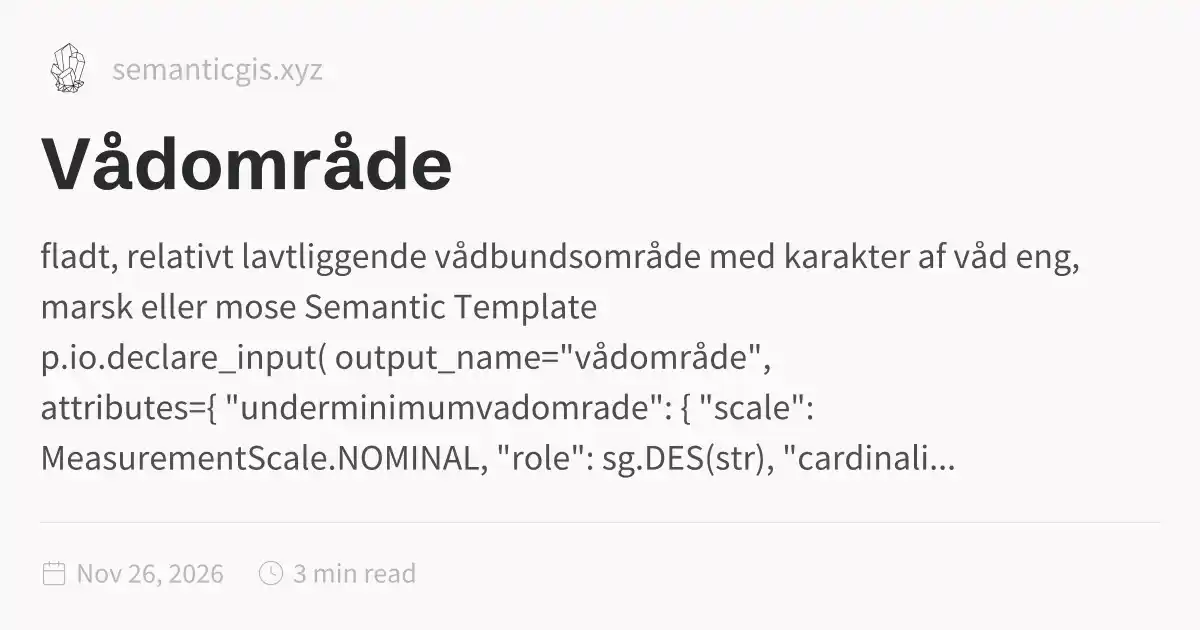 semanticgis.xyz
Vådområde
fladt, relativt lavtliggende vådbundsområde med karakter af våd eng,
marsk eller mose Semantic Template
p.io.declare_input( output_name="vådområde",
attributes={ "underminimumvadomrade": { "scale":
MeasurementScale.NOMINAL, "role": sg.DES(str), "cardinali...
Nov 26, 2026 3 min read